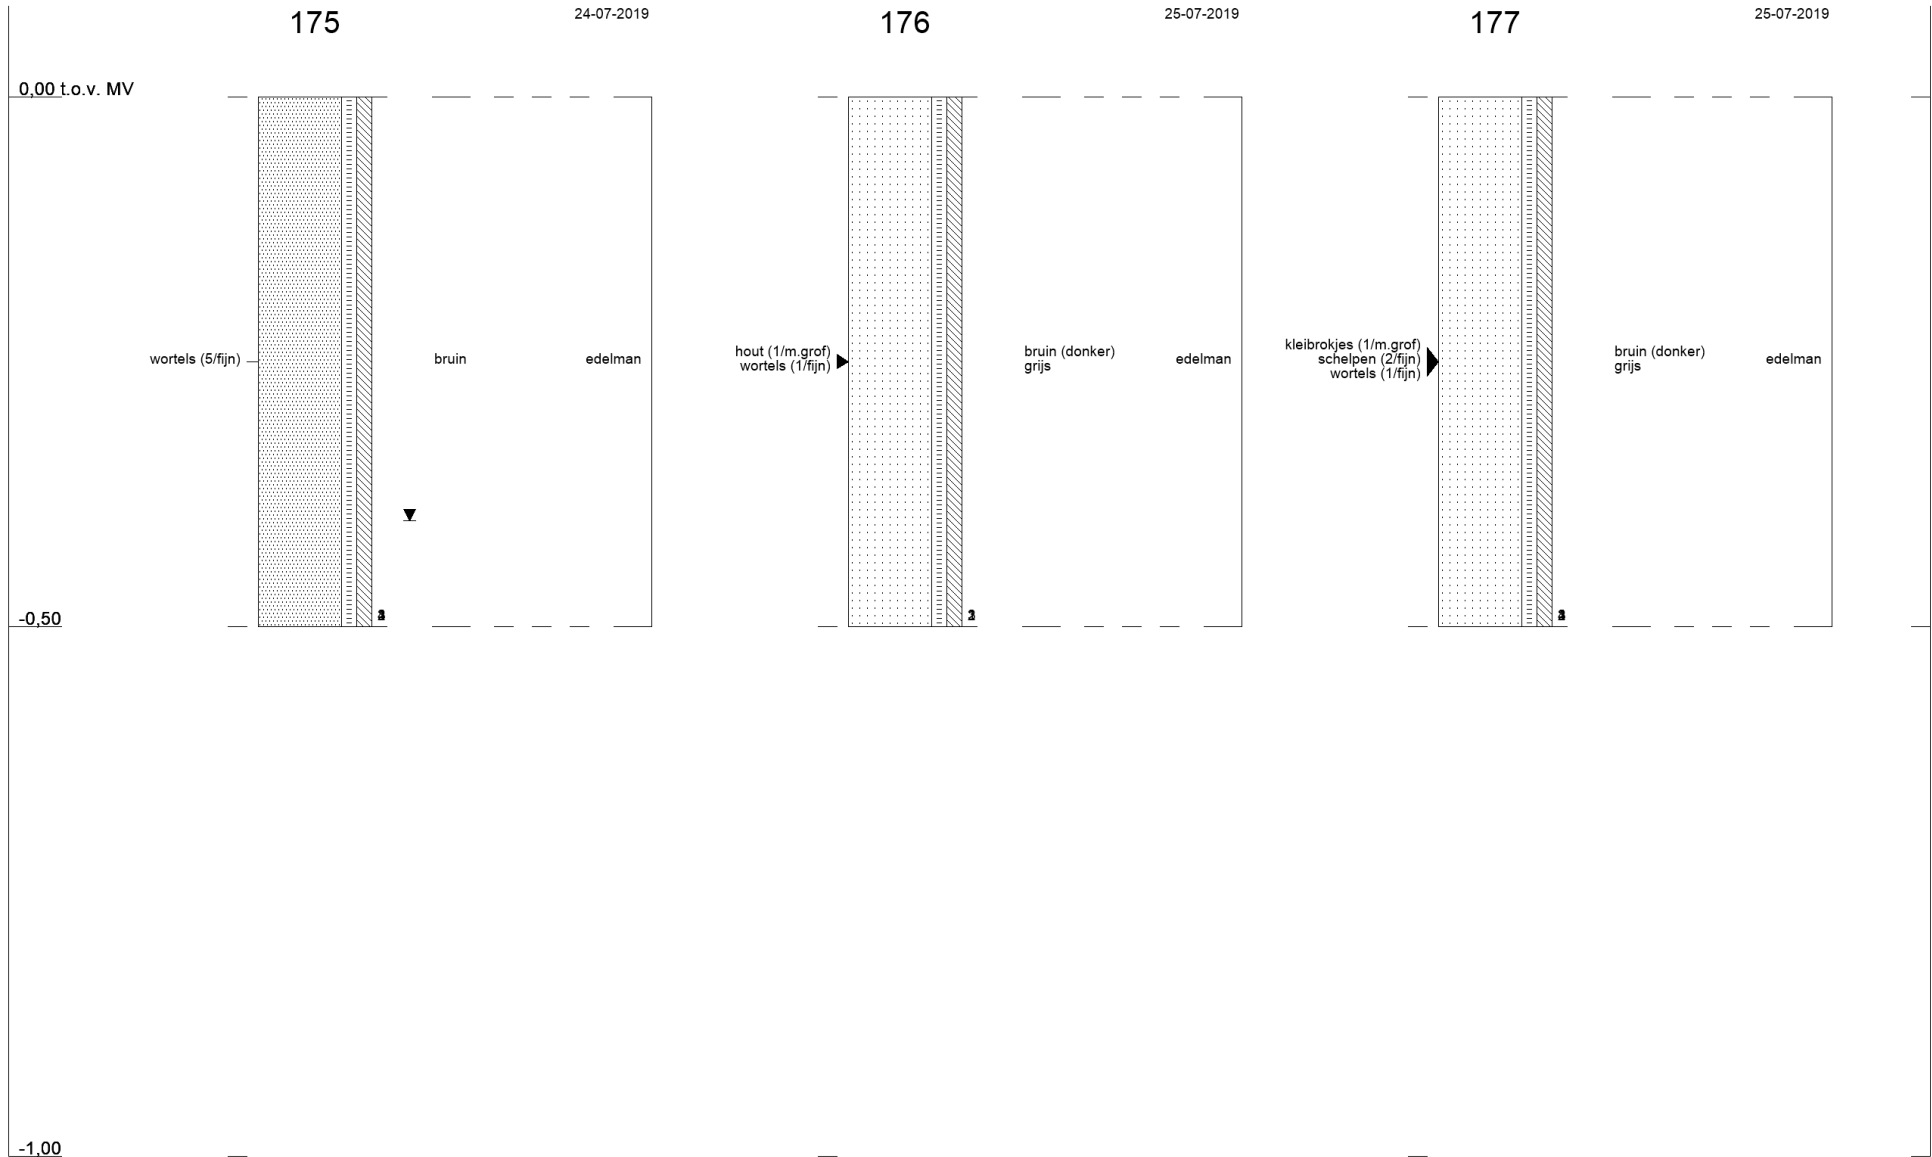 175
24-07-2019
176
25-07-2019
177
25-07-2019
0,00 t.o.v. MV
wortels (5/fijn)
bruin
edelman
hout (1/m.grof)
wortels (1/fijn)
bruin (donker)
grijs
edelman
kleibrokjes (1/m.grof)
schelpen (2/fijn)
wortels (1/fijn)
bruin (donker)
grijs
edelman
-0,50
-1,00